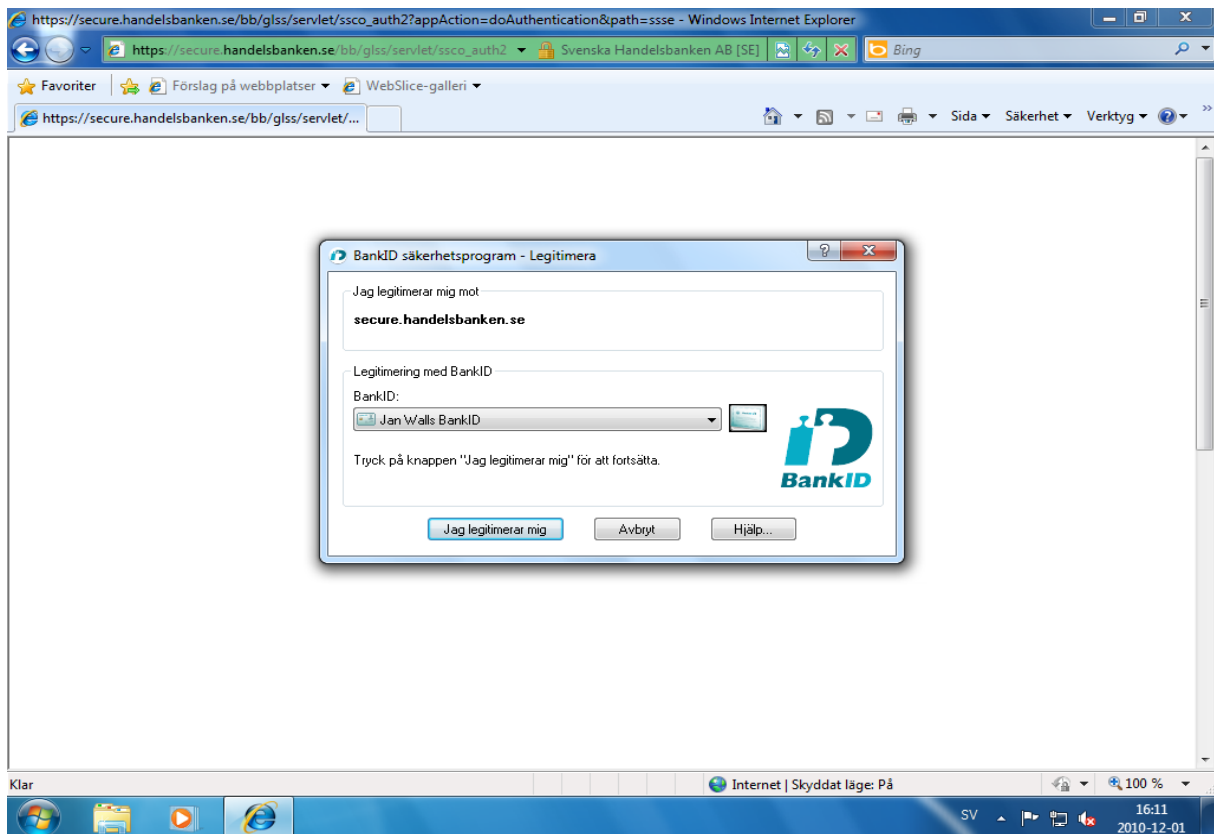 https://secure.handelsbanken.se/bb/glss/servlet/ssco_auth2?appAction=doAuthentication&path=ssse - Windows Internet Explorer
https://secure.handelsbanken.se/bb/glss/servlet/ssco_auth2 Svenska Handelsbanken AB [SE] Bing
Favoriter Förslag på webbplatser WebSlice-galleri
https://secure.handelsbanken.se/bb/glss/servlet/... Sida Säkerhet Verktyg
BankID säkerhetsprogram - Legitimera
Jag legitimerar mig mot
secure.handelsbanken.se
Legitimering med BankID
BankID:
Jan Walls BankID
Tryck på knappen "Jag legitimerar mig" för att fortsätta.
BankID
Jag legitimerar mig Avbryt Hjälp...
Klar Internet | Skyddat läge: På 100 %
SV 16:11
2010-12-01